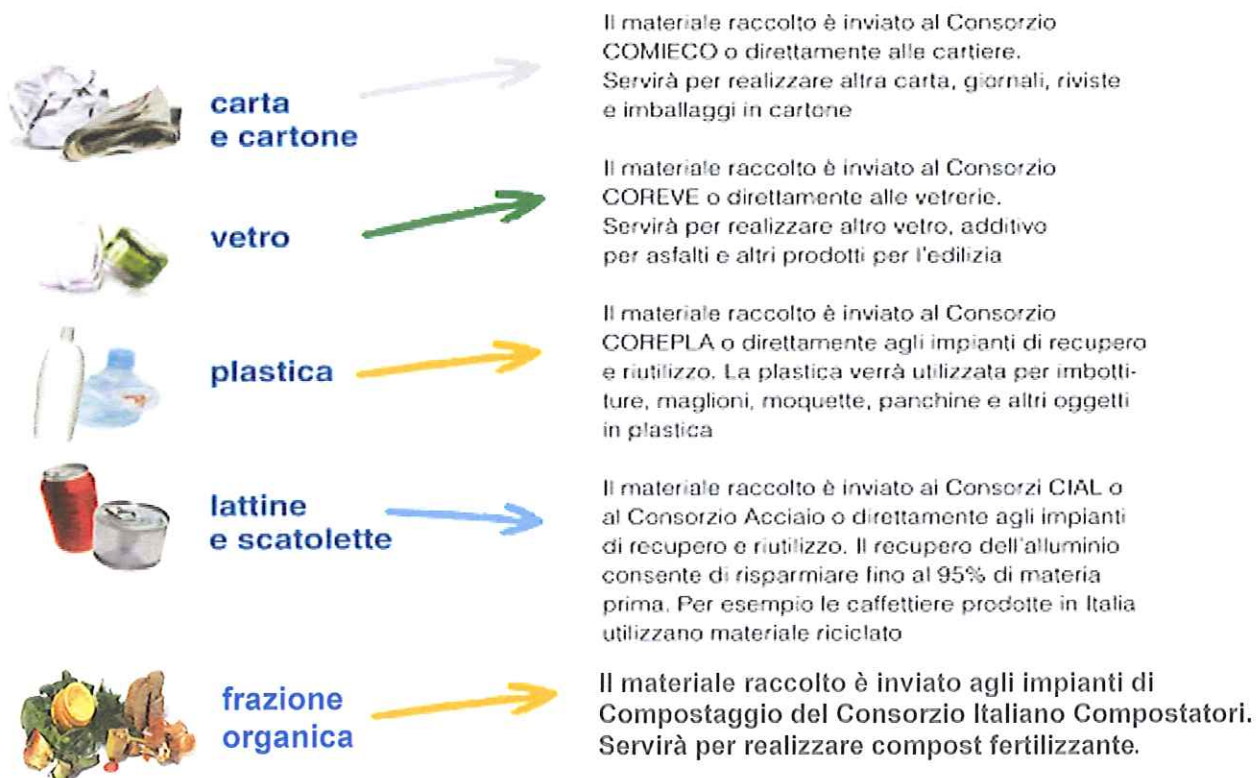 carta
e cartone
Il materiale raccolto è inviato al Consorzio
COMIECO o direttamente alle cartiere.
Servirà per realizzare altra carta, giornali, riviste
e imballaggi in cartone
vetro
Il materiale raccolto è inviato al Consorzio
COREVE o direttamente alle vetrerie.
Servirà per realizzare altro vetro, additivo
per asfalti e altri prodotti per l'edilizia
plastica
Il materiale raccolto è inviato al Consorzio
COREPLA o direttamente agli impianti di recupero
e riutilizzo. La plastica verrà utilizzata per imbotti-
ture, maglioni, moquette, panchine e altri oggetti
in plastica
lattine
e scatolette
Il materiale raccolto è inviato ai Consorzi CIAL o
al Consorzio Acciaio o direttamente agli impianti
di recupero e riutilizzo. Il recupero dell'alluminio
consente di risparmiare fino al 95% di materia
prima. Per esempio le caffettiere prodotte in Italia
utilizzano materiale riciclato
frazione
organica
Il materiale raccolto è inviato agli impianti di
Compostaggio del Consorzio Italiano Compostatori.
Servirà per realizzare compost fertilizzante.